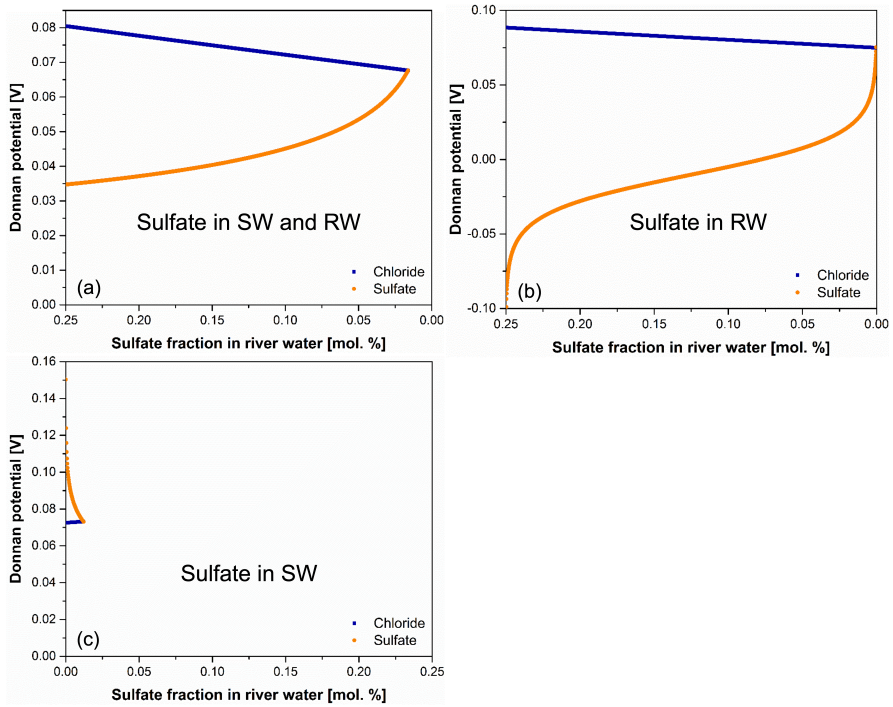 0.08
0.08
0.07
0.06
0.05
0.04
0.03
0.02
0.01
0.00
Donnan potential [V]
Sulfate in SW and RW
Chloride
Sulfate
(a)
0.25 0.20 0.15 0.10 0.05 0.00
Sulfate fraction in river water [mol. %]
0.10
0.05
0.00
-0.05
-0.10
Donnan potential [V]
Sulfate in RW
Chloride
Sulfate
(b)
0.25 0.20 0.15 0.10 0.05 0.00
Sulfate fraction in river water [mol. %]
0.16
0.14
0.12
0.10
0.08
0.06
0.04
0.02
0.00
Donnan potential [V]
Sulfate in SW
Chloride
Sulfate
(c)
0.00 0.05 0.10 0.15 0.20 0.25
Sulfate fraction in river water [mol. %]